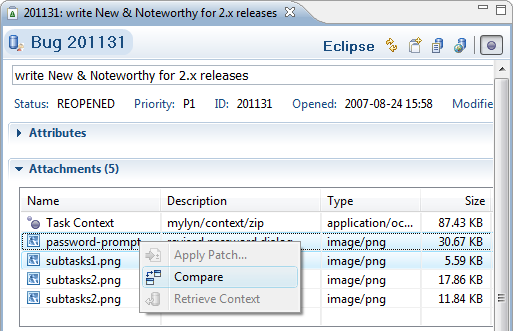 201131: write New & Noteworthy for 2.x releases
Bug 201131 Eclipse
write New & Noteworthy for 2.x releases
Status: REOPENED Priority: P1 ID: 201131 Opened: 2007-08-24 15:58 Modifie
Attributes
Attachments (5)
Name Description Type Size
Task Context mylyn/context/zip application/oc... 87.43 KB
password-prompt image/png 30.67 KB
subtasks1.png image/png 5.59 KB
subtasks2.png image/png 17.86 KB
subtasks2.png image/png 11.84 KB
Apply Patch...
Compare
Retrieve Context